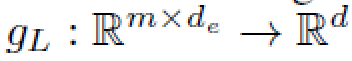 g_L : ℝ^{m×d_e} → ℝ^d